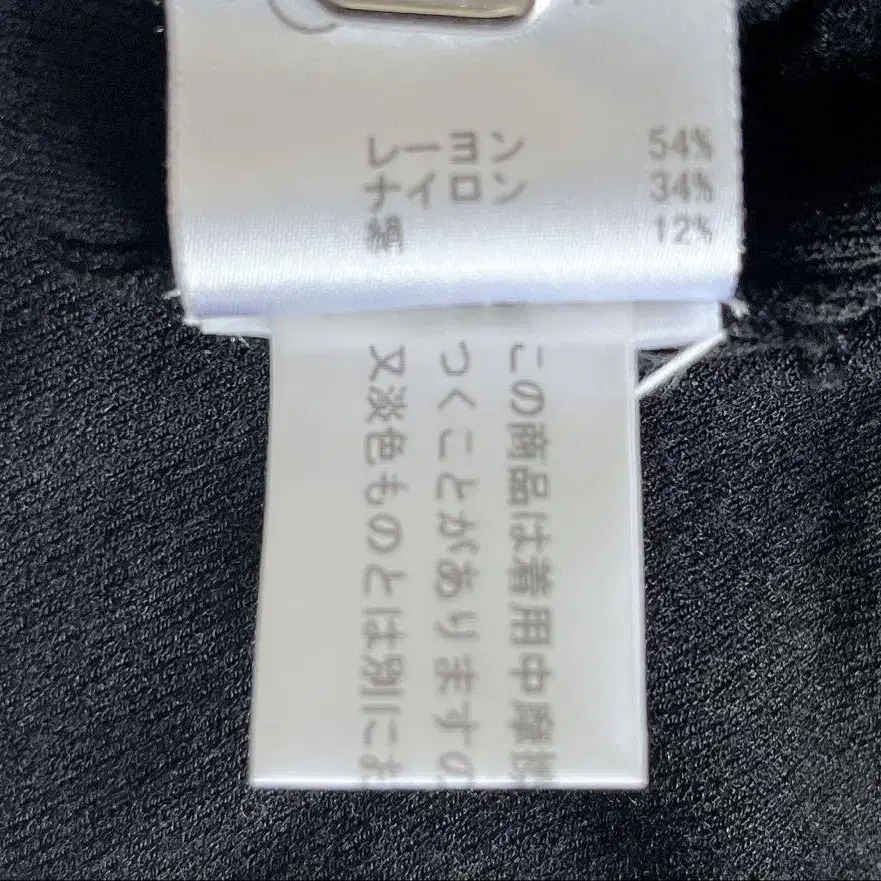 レーヨン 54%
ナイロン 34%
12%
この商品は着用中摩
つくことがありますの
又淡色ものとは別にお